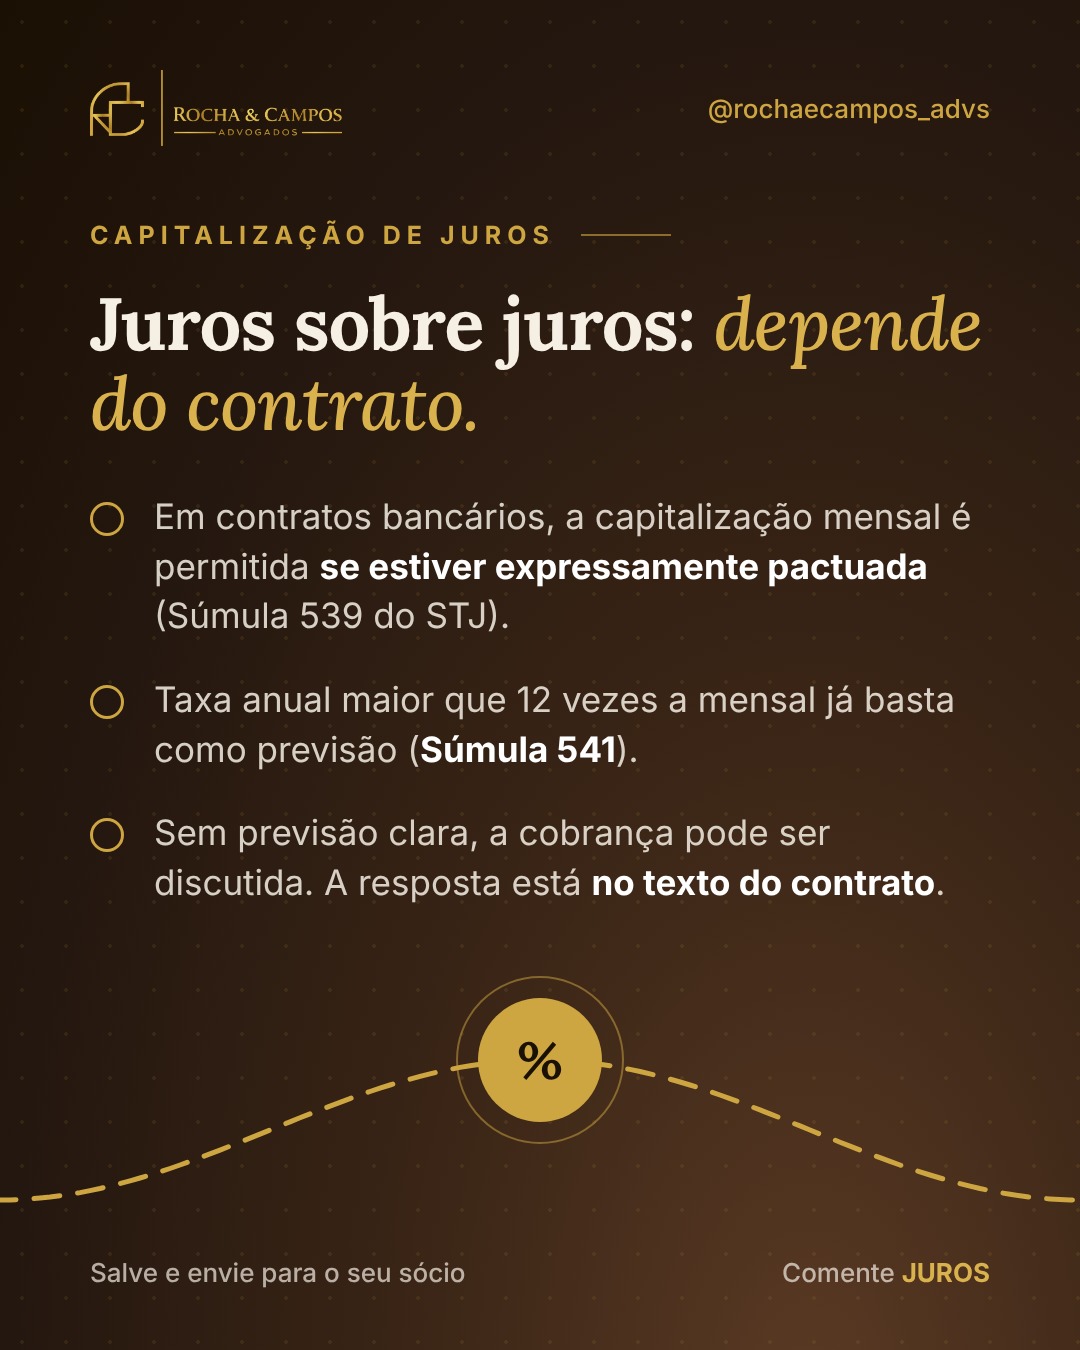 ROCHA & CAMPOS
ADVOGADOS
@rochaecampos_advs
CAPITALIZAÇÃO DE JUROS
Juros sobre juros: depende
do contrato.
Em contratos bancários, a capitalização mensal é
permitida se estiver expressamente pactuada
(Súmula 539 do STJ).
Taxa anual maior que 12 vezes a mensal já basta
como previsão (Súmula 541).
Sem previsão clara, a cobrança pode ser
discutida. A resposta está no texto do contrato.
%
Salve e envie para o seu sócio
Comente JUROS